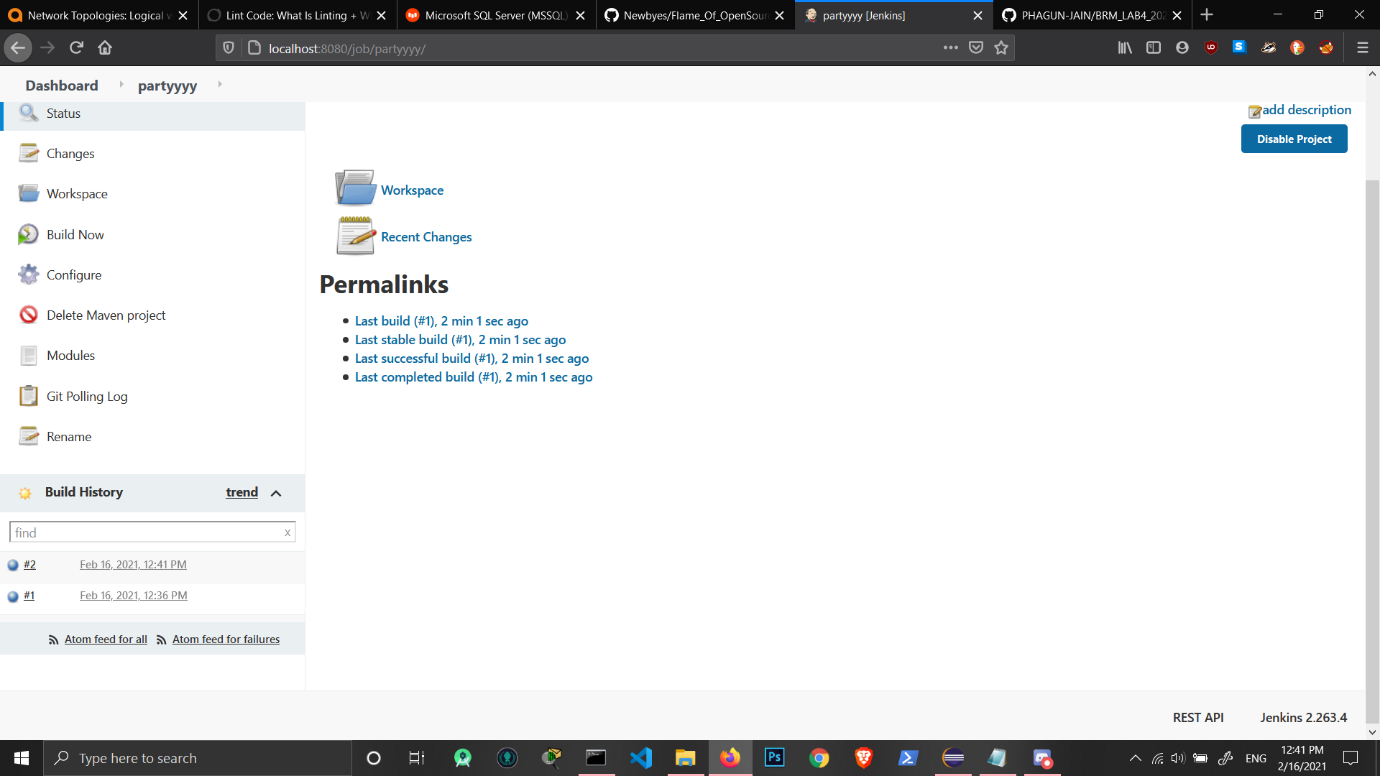 Network Topologies: Logical v
Lint Code: What Is Linting + W
Microsoft SQL Server (MSSQL)
Newbyes/Flame_Of_OpenSour
partyyyy [Jenkins]
PHAGUN-JAIN/BRM_LAB4_202
localhost:8080/job/partyyyy/
Dashboard
partyyyy
Status
add description
Disable Project
Changes
Workspace
Build Now
Configure
Delete Maven project
Modules
Git Polling Log
Rename
Workspace
Recent Changes
Permalinks
Last build (#1), 2 min 1 sec ago
Last stable build (#1), 2 min 1 sec ago
Last successful build (#1), 2 min 1 sec ago
Last completed build (#1), 2 min 1 sec ago
Build History
trend
find
x
#2 Feb 16, 2021, 12:41 PM
#1 Feb 16, 2021, 12:36 PM
Atom feed for all
Atom feed for failures
REST API
Jenkins 2.263.4
Type here to search
Ps
ENG
12:41 PM
2/16/2021